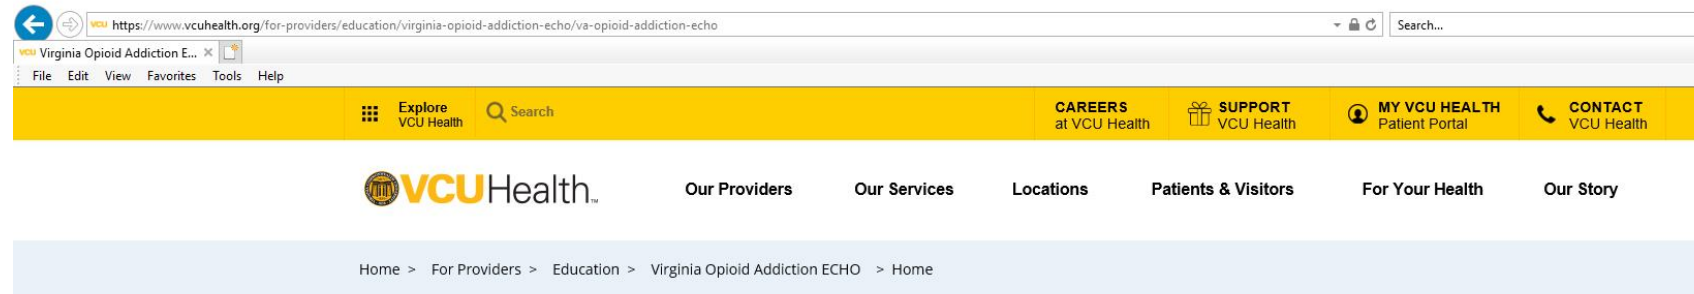 VCU https://www.vcuhealth.org/for-providers/education/virginia-opioid-addiction-echo/va-opioid-addiction-echo Search...
VCU Virginia Opioid Addiction E... ×
File Edit View Favorites Tools Help
Explore
VCU Health
Search
CAREERS
at VCU Health
SUPPORT
VCU Health
MY VCU HEALTH
Patient Portal
CONTACT
VCU Health
VCUHealth™
Our Providers Our Services Locations Patients & Visitors For Your Health Our Story
Home > For Providers > Education > Virginia Opioid Addiction ECHO > Home